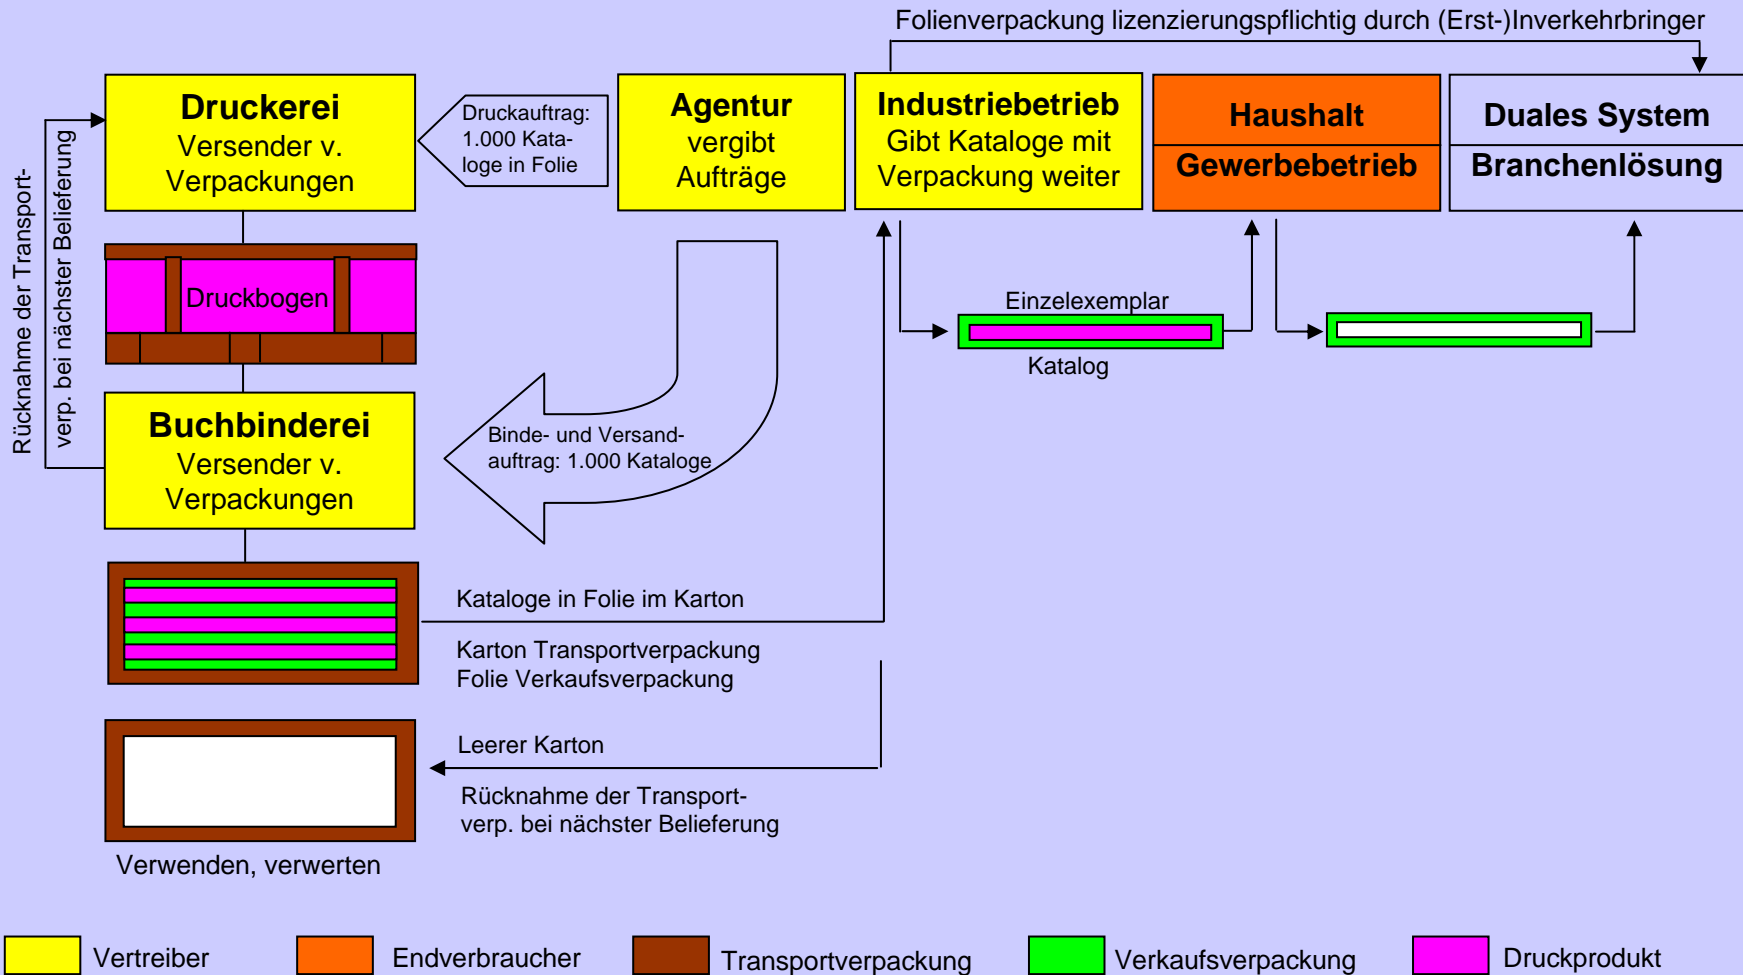 Folienverpackung lizenzierungspflichtig durch (Erst-)Inverkehrbringer
Druckerei
Versender v.
Verpackungen
Druckauftrag:
1.000 Kata-
loge in Folie
Agentur
vergibt
Aufträge
Industriebetrieb
Gibt Kataloge mit
Verpackung weiter
Haushalt
Gewerbebetrieb
Duales System
Branchenlösung
Rücknahme der Transport-
verp. bei nächster Belieferung
Druckbogen
Einzelexemplar
Katalog
Buchbinderei
Versender v.
Verpackungen
Binde- und Versand-
auftrag: 1.000 Kataloge
Kataloge in Folie im Karton
Karton Transportverpackung
Folie Verkaufsverpackung
Leerer Karton
Rücknahme der Transport-
verp. bei nächster Belieferung
Verwenden, verwerten
Vertreiber
Endverbraucher
Transportverpackung
Verkaufsverpackung
Druckprodukt